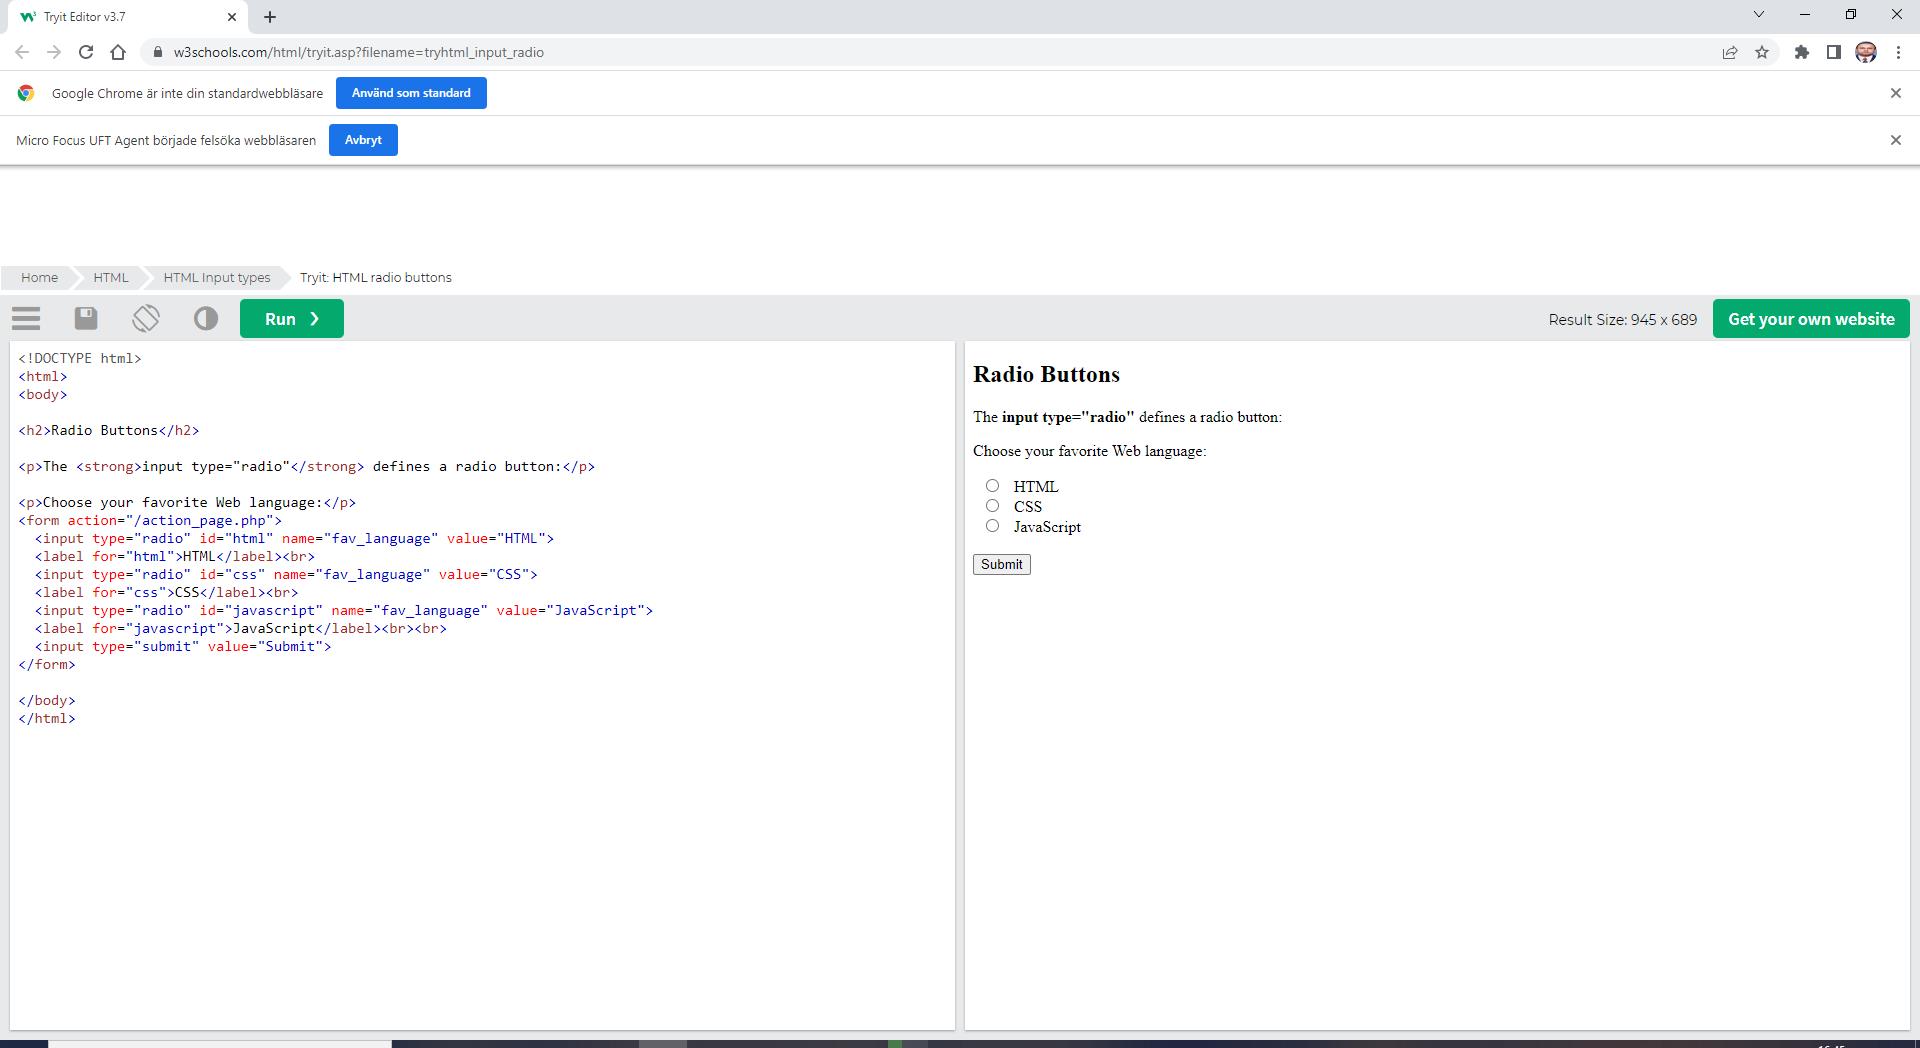 Tryit Editor v3.7
w3schools.com/html/tryit.asp?filename=tryhtml_input_radio
Google Chrome är inte din standardwebbläsare
Använd som standard
Micro Focus UFT Agent började felsöka webbläsaren
Avbryt
Home
HTML
HTML Input types
Tryit: HTML radio buttons
Run ❯
Result Size: 945 x 689
Get your own website
<!DOCTYPE html>
<html>
<body>
<h2>Radio Buttons</h2>
<p>The <strong>input type="radio"</strong> defines a radio button:</p>
<p>Choose your favorite Web language:</p>
<form action="/action_page.php">
<input type="radio" id="html" name="fav_language" value="HTML">
<label for="html">HTML</label><br>
<input type="radio" id="css" name="fav_language" value="CSS">
<label for="css">CSS</label><br>
<input type="radio" id="javascript" name="fav_language" value="JavaScript">
<label for="javascript">JavaScript</label><br><br>
<input type="submit" value="Submit">
</form>
</body>
</html>
Radio Buttons
The input type="radio" defines a radio button:
Choose your favorite Web language:
HTML
CSS
JavaScript
Submit